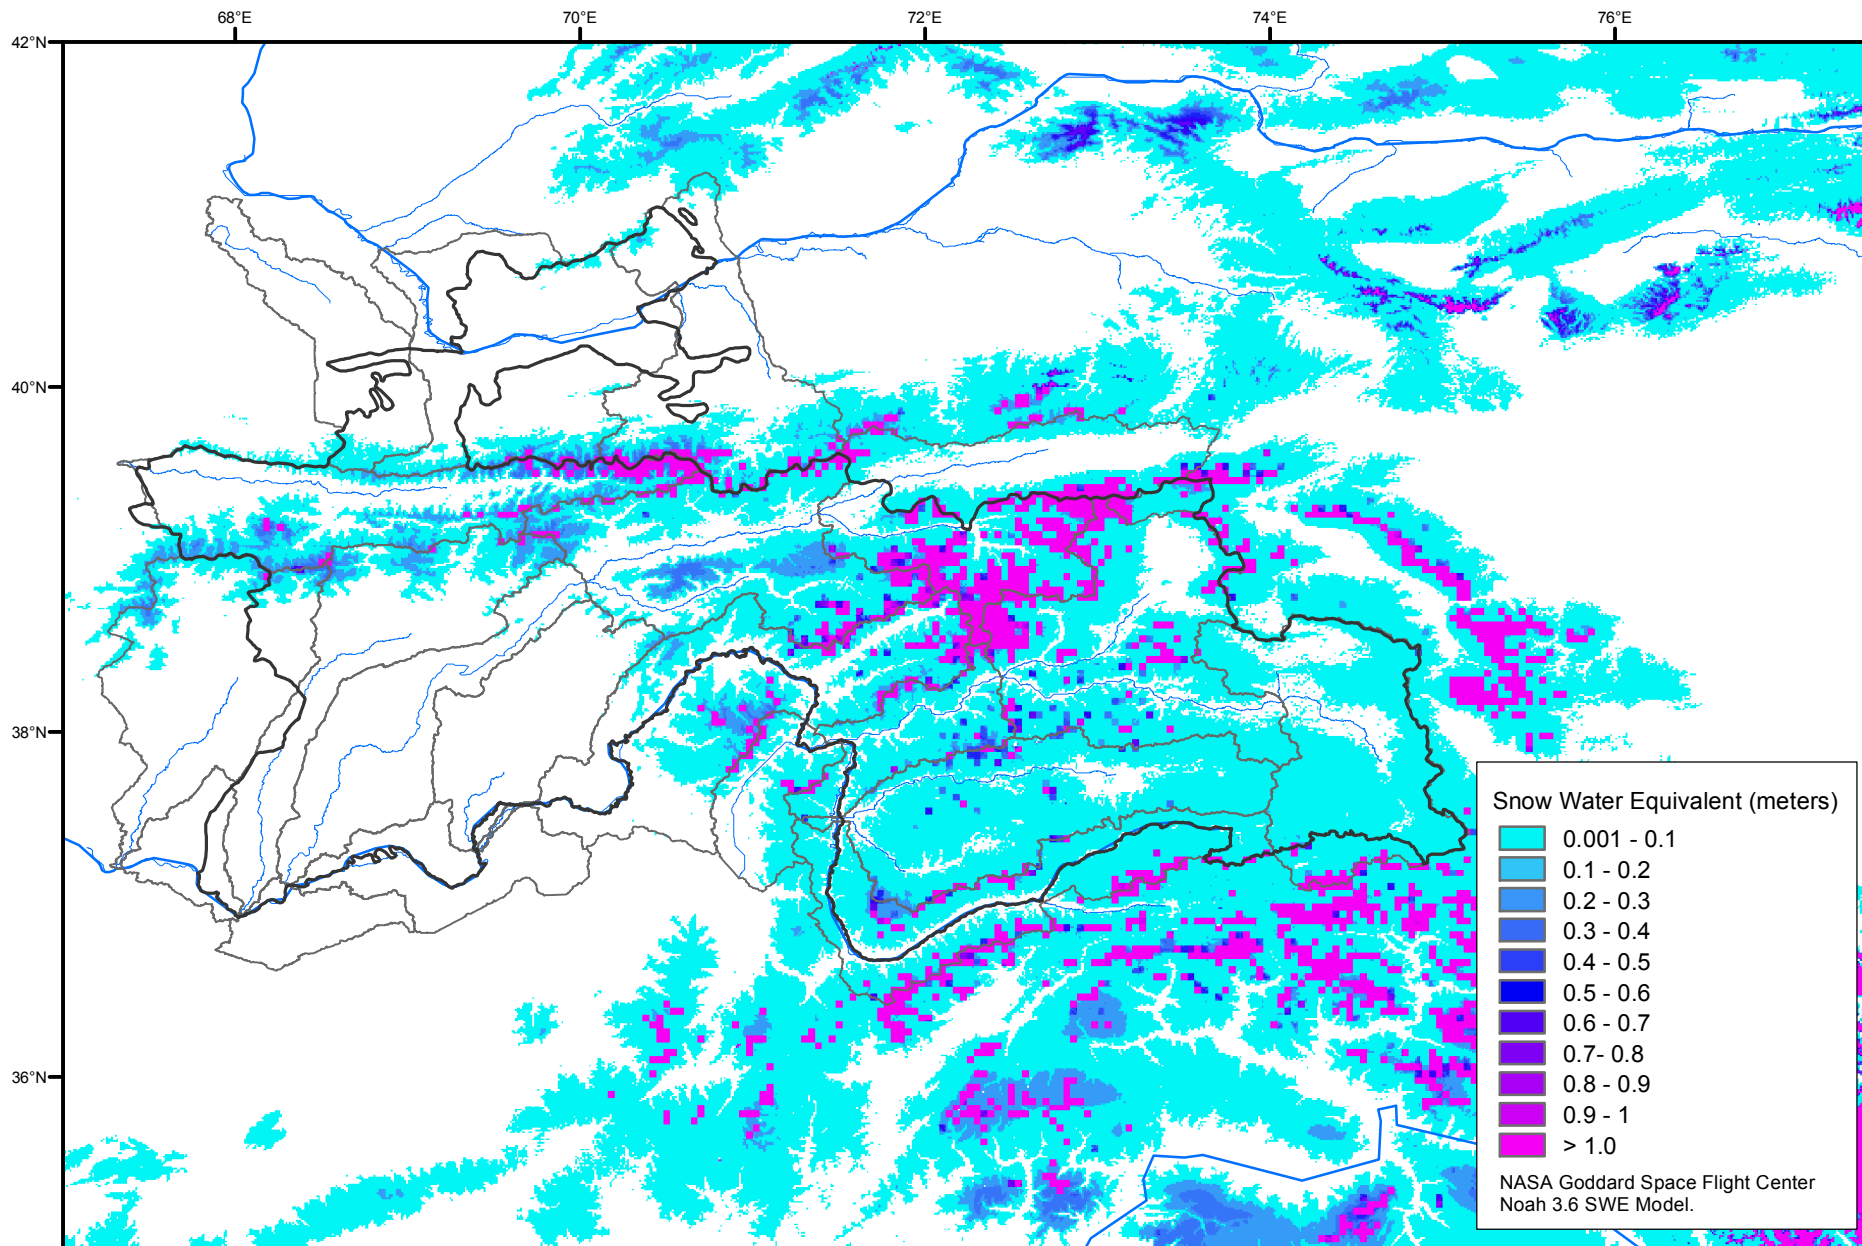 68°E
70°E
72°E
74°E
76°E
42°N
40°N
38°N
36°N
Snow Water Equivalent (meters)
0.001 - 0.1
0.1 - 0.2
0.2 - 0.3
0.3 - 0.4
0.4 - 0.5
0.5 - 0.6
0.6 - 0.7
0.7- 0.8
0.8 - 0.9
0.9 - 1
> 1.0
NASA Goddard Space Flight Center
Noah 3.6 SWE Model.